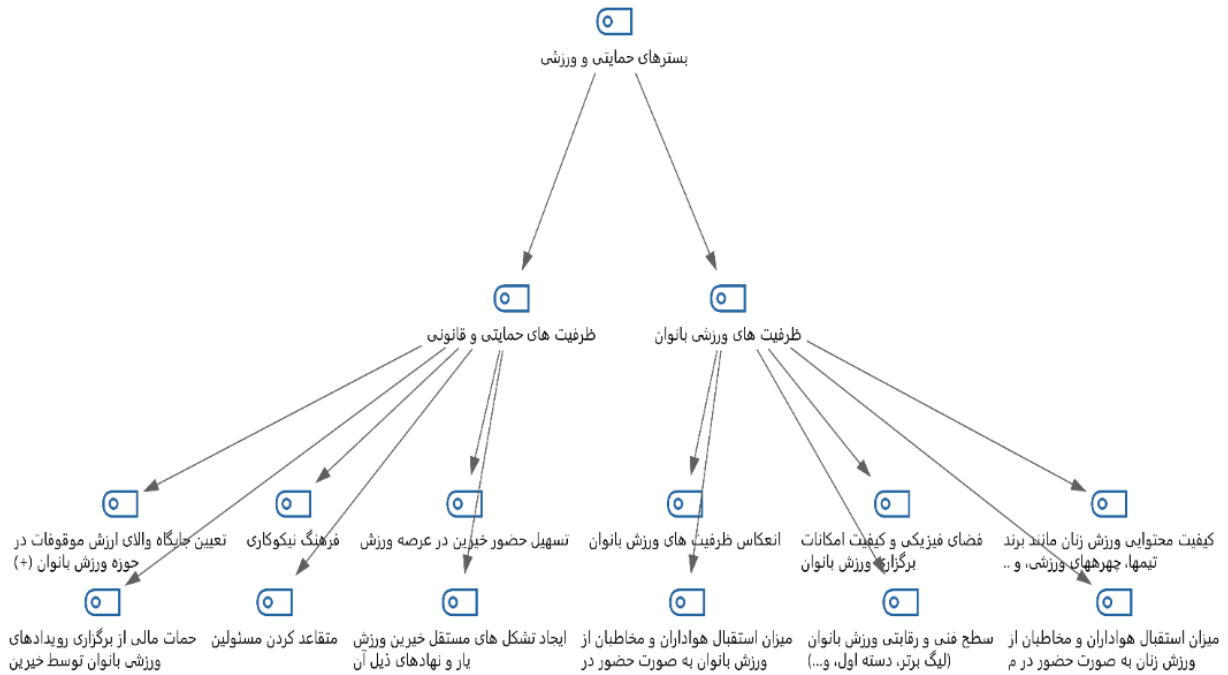 بسترهای حمایتی و ورزشی
ظرفیت های ورزشی بانوان
ظرفیت های حمایتی و قانونی
کیفیت محتوایی ورزش زنان مانند برند
تیمها، چهرههای ورزشی، و ..
فضای فیزیکی و کیفیت امکانات
برگزاری ورزش بانوان
انعکاس ظرفیت های ورزش بانوان
تسهیل حضور خیرین در عرصه ورزش
فرهنگ نیکوکاری
تعیین جایگاه والای ارزش موقوفات در
حوزه ورزش بانوان (+)
میزان استقبال هواداران و مخاطبان از
ورزش زنان به صورت حضور در م
سطح فنی و رقابتی ورزش بانوان
(لیگ برتر، دسته اول، و...)
میزان استقبال هواداران و مخاطبان از
ورزش بانوان به صورت حضور در
ایجاد تشکل های مستقل خیرین ورزش
یار و نهادهای ذیل آن
متقاعد کردن مسئولین
حمات مالی از برگزاری رویدادهای
ورزشی بانوان توسط خیرین